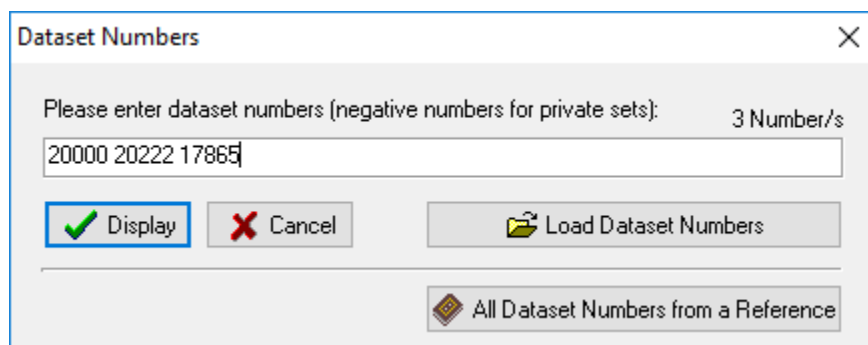 Dataset Numbers
Please enter dataset numbers (negative numbers for private sets):
3 Number/s
20000 20222 17865
Display
Cancel
Load Dataset Numbers
All Dataset Numbers from a Reference